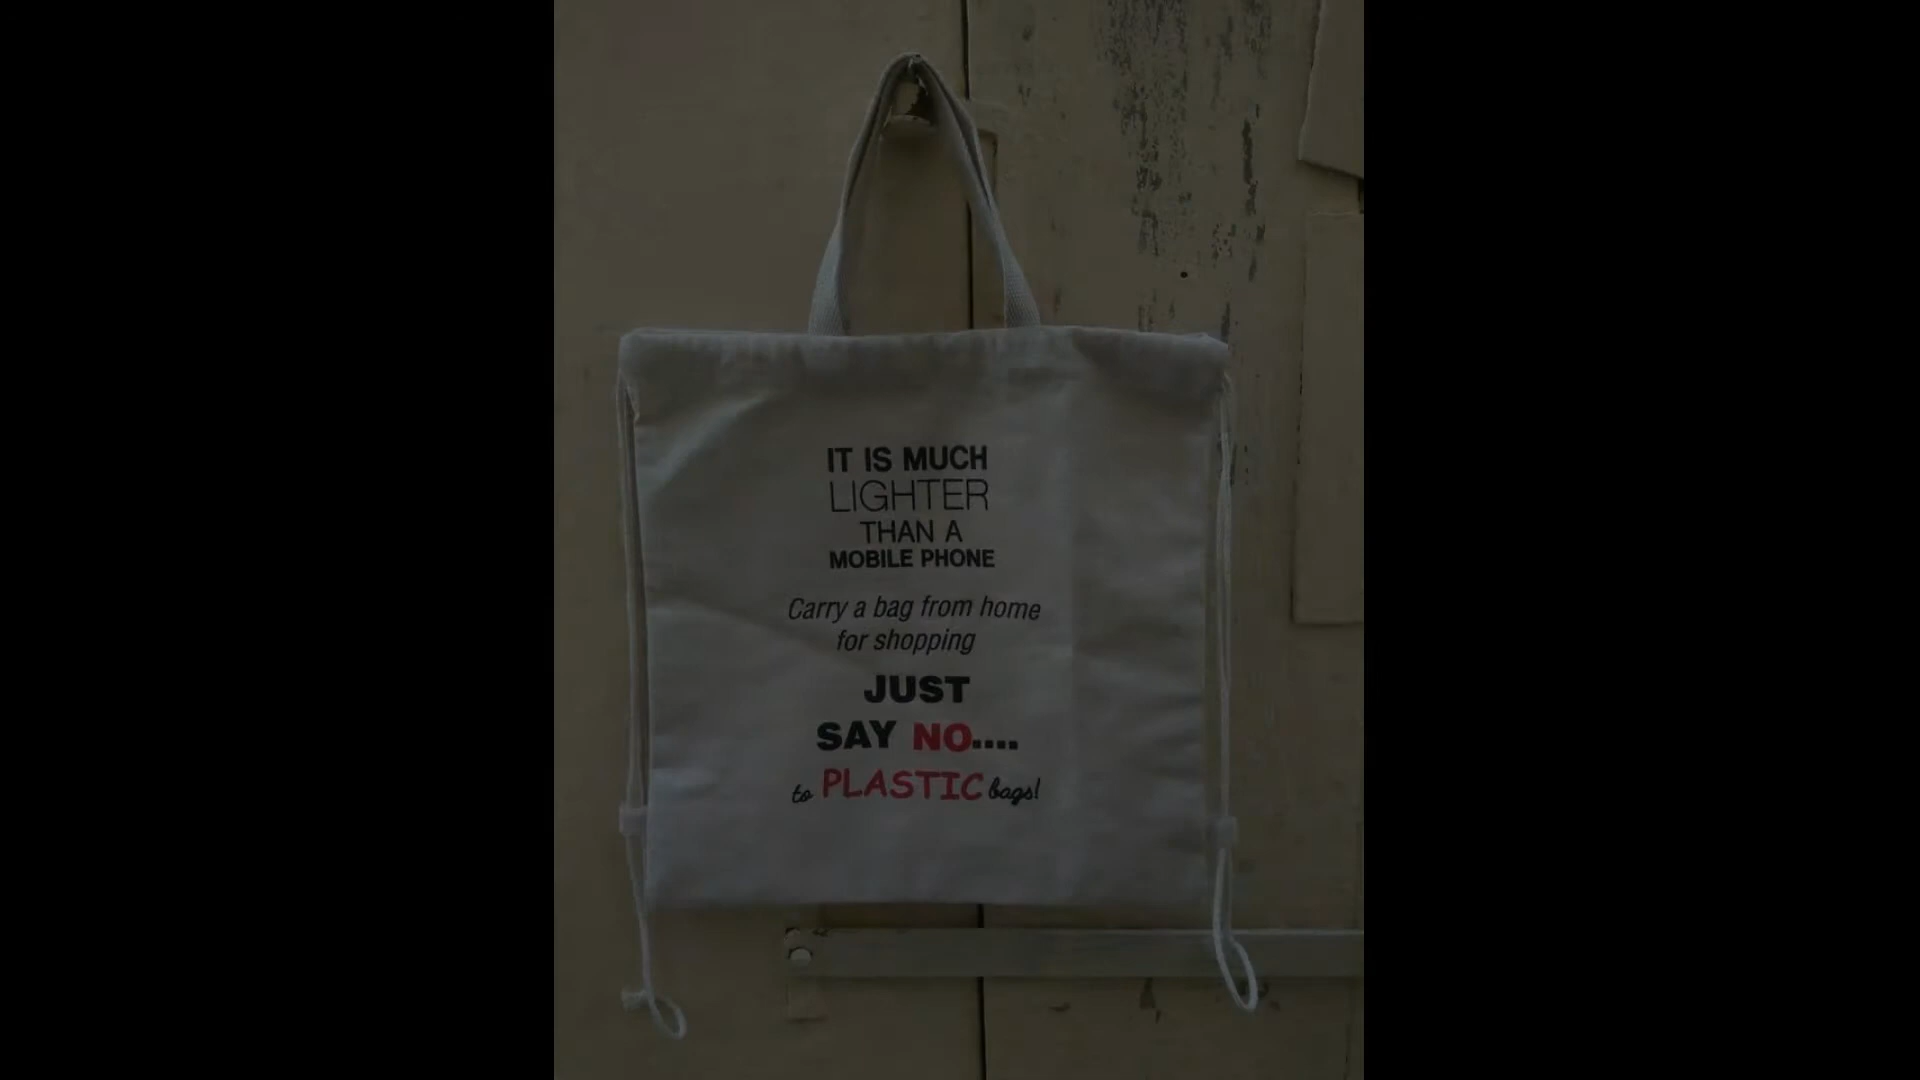 IT IS MUCH
LIGHTER
THAN A
MOBILE PHONE
Carry a bag from home
for shopping
JUST
SAY NO....
to PLASTIC bags!